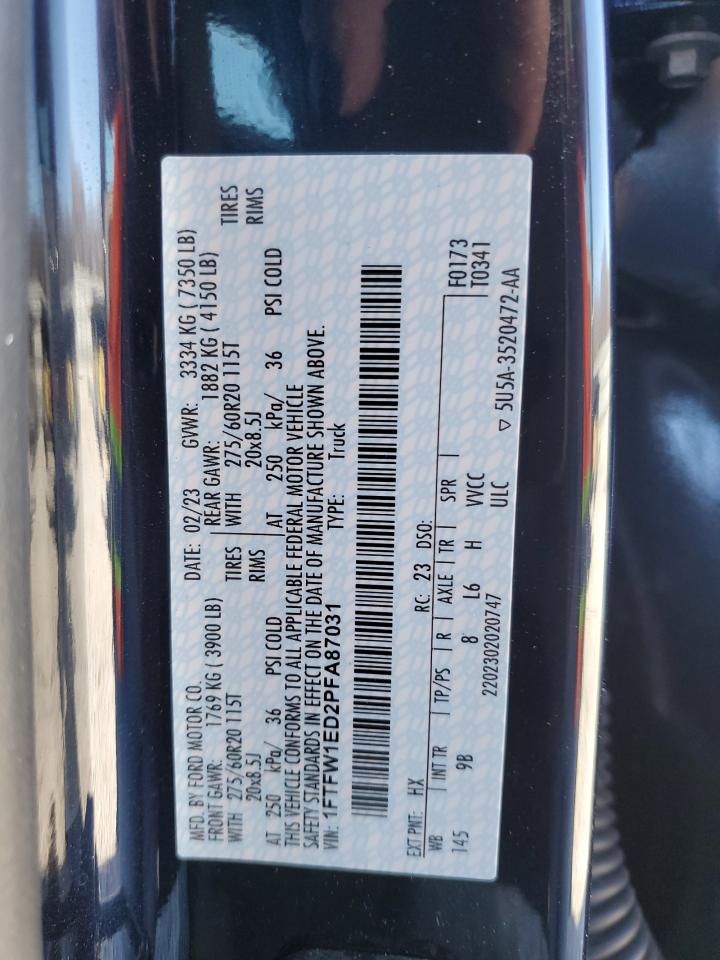 MFD. BY FORD MOTOR CO. DATE: 02/23 GVWR: 3334 KG ( 7350 LB)
FRONT GAWR: 1769 KG ( 3900 LB) REAR GAWR: 1882 KG ( 4150 LB)
WITH 275/60R20 115T TIRES WITH 275/60R20 115T TIRES
20x8.5J RIMS 20x8.5J RIMS
AT 250 kPa/ 36 PSI COLD AT 250 kPa/ 36 PSI COLD
THIS VEHICLE CONFORMS TO ALL APPLICABLE FEDERAL MOTOR VEHICLE
SAFETY STANDARDS IN EFFECT ON THE DATE OF MANUFACTURE SHOWN ABOVE.
VIN: 1FTFW1ED2PFA87031 TYPE: Truck
EXT PNT: HX RC: 23 DSO:
WB INT TR TP/PS R AXLE TR SPR F0173
145 9B 8 L6 H VVCC T0341
2202302020747 ULC ▽ 5U5A-3520472-AA